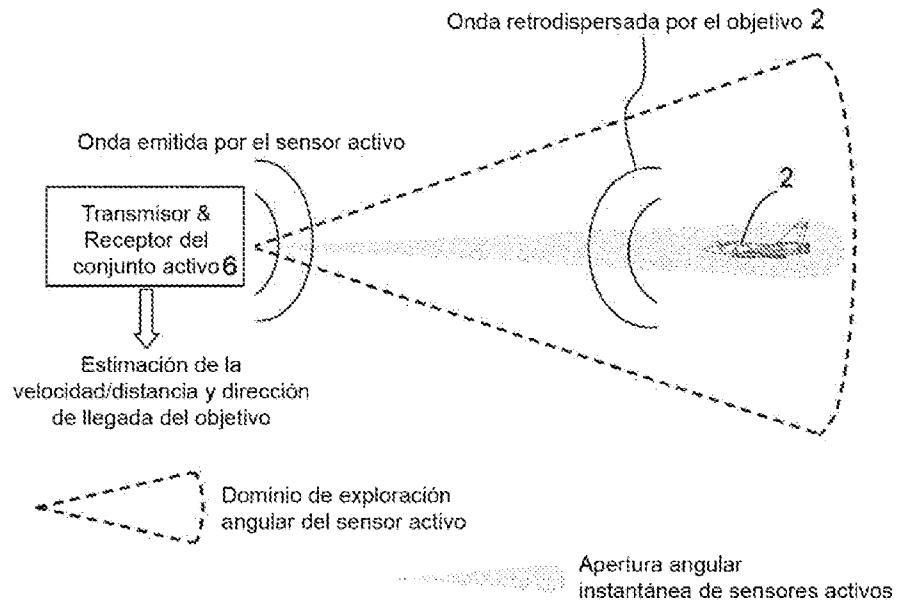 Onda retrodispersada por el objetivo 2
Onda emitida por el sensor activo
2
Transmisor &
Receptor del
conjunto activo 6
Estimación de la
velocidad/distancia y dirección
de llegada del objetivo
Dominio de exploración
angular del sensor activo
Apertura angular
instantánea de sensores activos